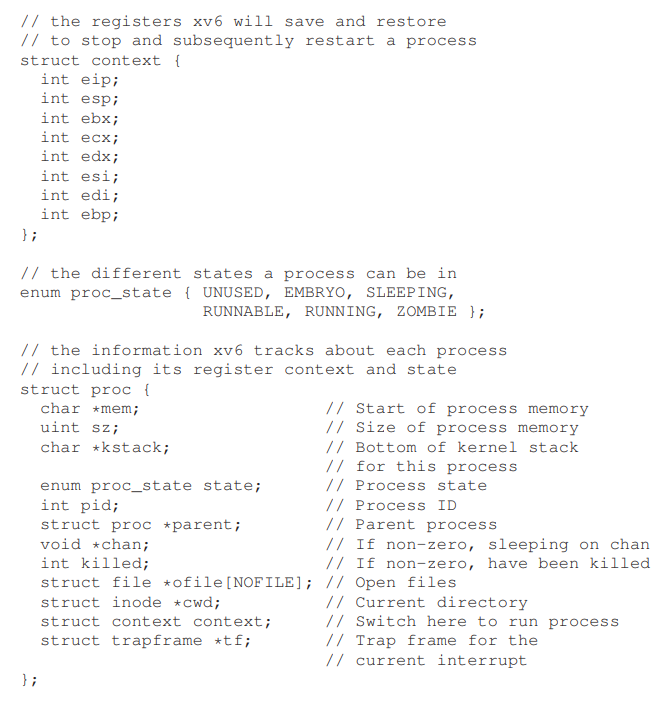 // the registers xv6 will save and restore
// to stop and subsequently restart a process
struct context {
  int eip;
  int esp;
  int ebx;
  int ecx;
  int edx;
  int esi;
  int edi;
  int ebp;
};

// the different states a process can be in
enum proc_state { UNUSED, EMBRYO, SLEEPING,
                  RUNNABLE, RUNNING, ZOMBIE };

// the information xv6 tracks about each process
// including its register context and state
struct proc {
  char *mem;                   // Start of process memory
  uint sz;                     // Size of process memory
  char *kstack;                // Bottom of kernel stack
                               // for this process
  enum proc_state state;       // Process state
  int pid;                     // Process ID
  struct proc *parent;         // Parent process
  void *chan;                  // If non-zero, sleeping on chan
  int killed;                  // If non-zero, have been killed
  struct file *ofile[NOFILE];  // Open files
  struct inode *cwd;           // Current directory
  struct context context;      // Switch here to run process
  struct trapframe *tf;        // Trap frame for the
                               // current interrupt
};